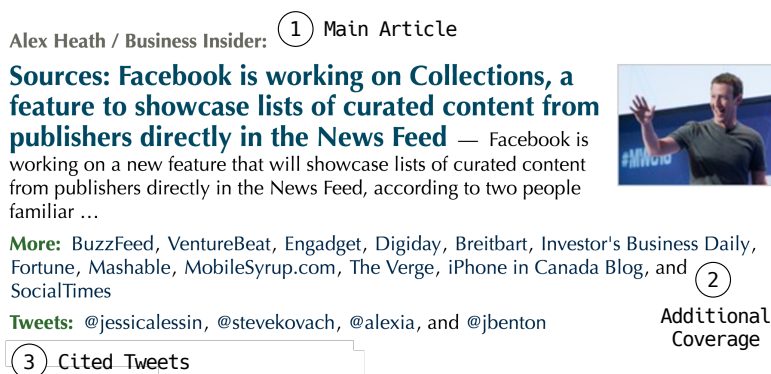 Alex Heath / Business Insider:
1 Main Article
Sources: Facebook is working on Collections, a
feature to showcase lists of curated content from
publishers directly in the News Feed — Facebook is
working on a new feature that will showcase lists of curated content
from publishers directly in the News Feed, according to two people
familiar …
#MWC16
More: BuzzFeed, VentureBeat, Engadget, Digiday, Breitbart, Investor's Business Daily,
Fortune, Mashable, MobileSyrup.com, The Verge, iPhone in Canada Blog, and
SocialTimes
2
Additional
Coverage
Tweets: @jessicalessin, @stevekovach, @alexia, and @jbenton
3 Cited Tweets